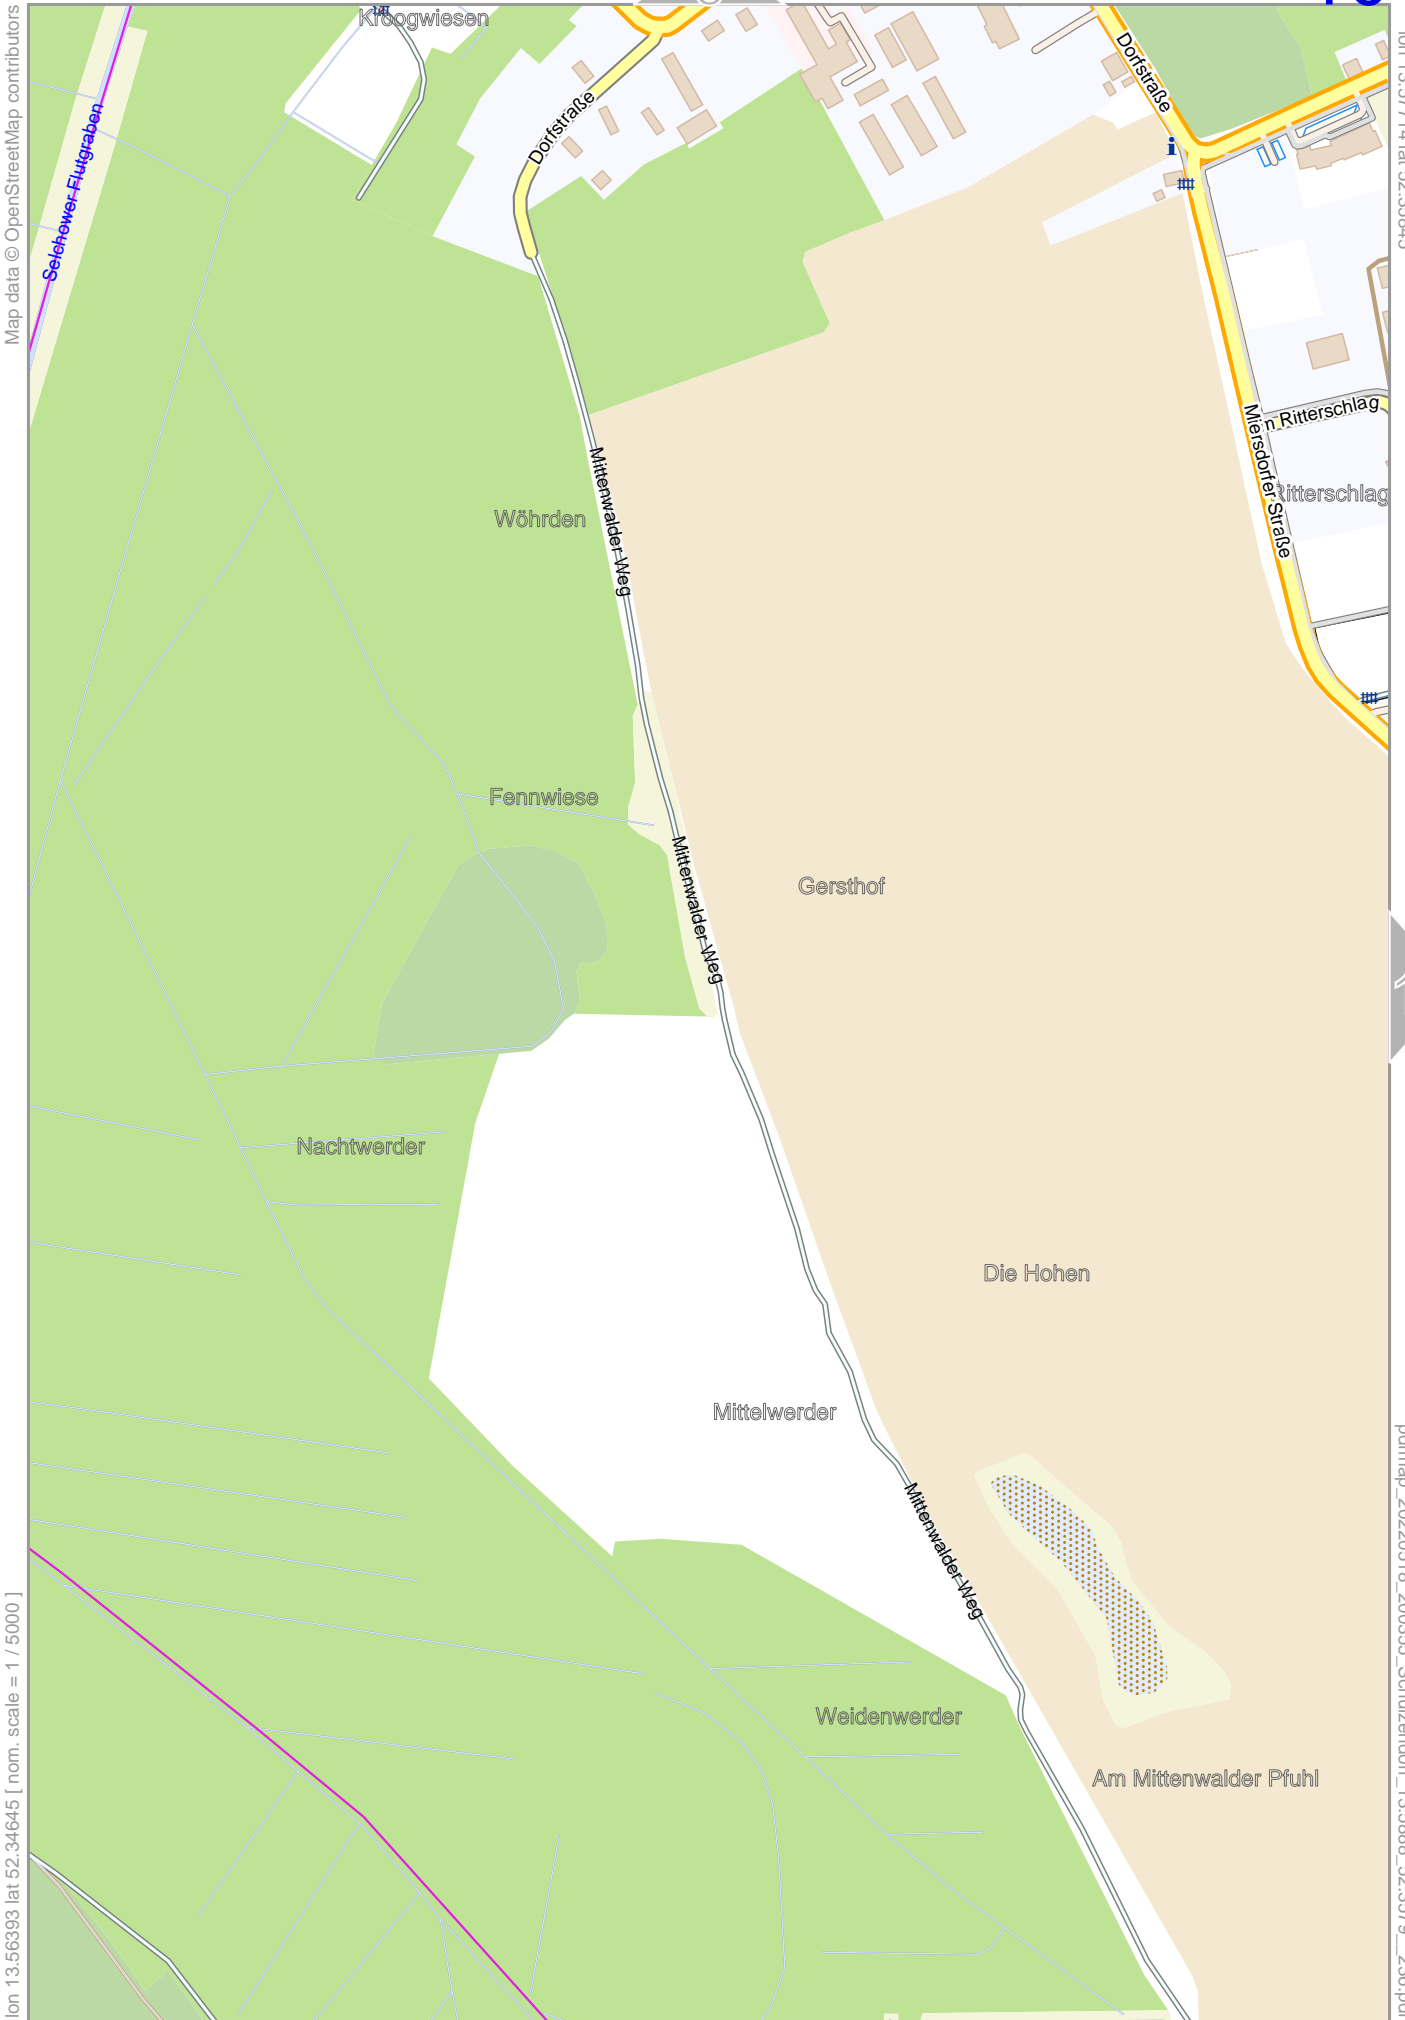 Kroogwiesen
Map data © OpenStreetMap contributors
Dorfstraße
Dorfstraße
Selchower Flutgraben
i
Mittenwalder Weg
Miersdorfer Straße
n Ritterschlag
Ritterschlag
Wöhrden
Fennwiese
Mittenwalder Weg
Gersthof
Nachtwerder
Die Hohen
Mittelwerder
Mittenwalder Weg
Weidenwerder
Am Mittenwalder Pfuhl
lon 13.56393 lat 52.34645 [ nom. scale = 1 / 5000 ]